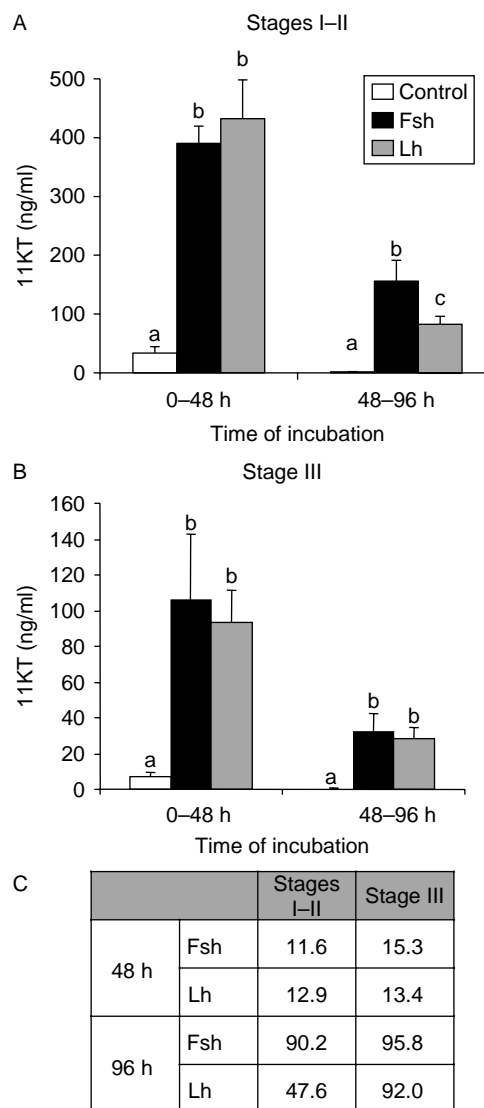 A
Stages I–II
500
400
300
200
100
0
11KT (ng/ml)
Control
Fsh
Lh
a
b
b
a
b
c
0–48 h
48–96 h
Time of incubation
B
Stage III
160
140
120
100
80
60
40
20
0
11KT (ng/ml)
a
b
b
a
b
b
0–48 h
48–96 h
Time of incubation
C
Stages
I–II
Stage III
48 h
Fsh
11.6
15.3
Lh
12.9
13.4
96 h
Fsh
90.2
95.8
Lh
47.6
92.0